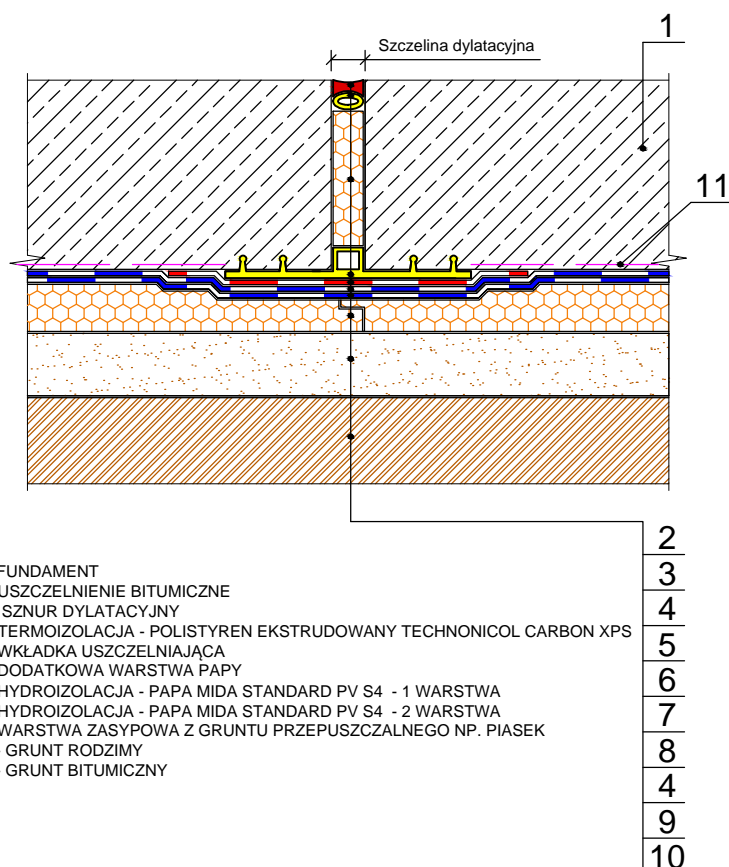 1
Szczelina dylatacyjna
11
2
3
4
5
6
7
8
4
9
10
FUNDAMENT
USZCZELNIENIE BITUMICZNE
SZNUR DYLATACYJNY
TERMOIZOLACJA - POLISTYREN EKSTRUDOWANY TECHNONICOL CARBON XPS
WKŁADKA USZCZELNIAJĄCA
DODATKOWA WARSTWA PAPY
HYDROIZOLACJA - PAPA MIDA STANDARD PV S4 - 1 WARSTWA
HYDROIZOLACJA - PAPA MIDA STANDARD PV S4 - 2 WARSTWA
WARSTWA ZASYPOWA Z GRUNTU PRZEPUSZCZALNEGO NP. PIASEK
GRUNT RODZIMY
GRUNT BITUMICZNY